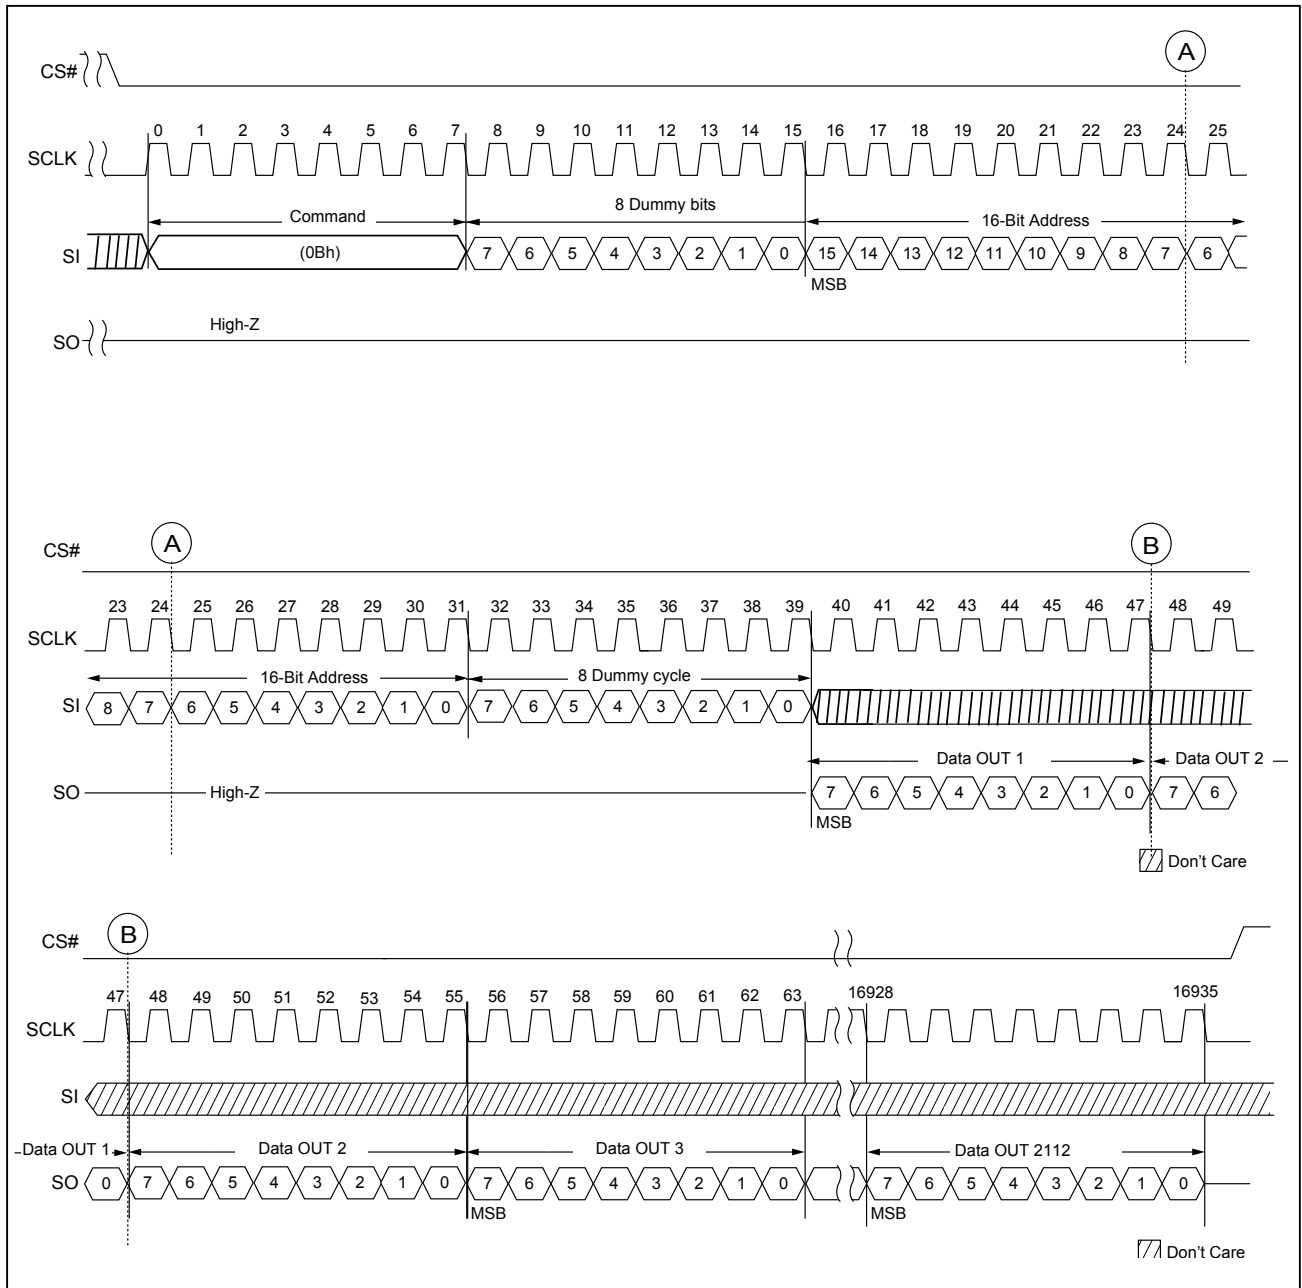 A
CS#
0 1 2 3 4 5 6 7 8 9 10 11 12 13 14 15 16 17 18 19 20 21 22 23 24 25
SCLK
Command 8 Dummy bits 16-Bit Address
SI (0Bh) 7 6 5 4 3 2 1 0 15 14 13 12 11 10 9 8 7 6
MSB
High-Z
SO
A B
CS#
23 24 25 26 27 28 29 30 31 32 33 34 35 36 37 38 39 40 41 42 43 44 45 46 47 48 49
SCLK
16-Bit Address 8 Dummy cycle
SI 8 7 6 5 4 3 2 1 0 7 6 5 4 3 2 1 0
Data OUT 1 Data OUT 2
SO High-Z 7 6 5 4 3 2 1 0 7 6
MSB
Don't Care
B
CS#
47 48 49 50 51 52 53 54 55 56 57 58 59 60 61 62 63 16928 16935
SCLK
SI
Data OUT 1 Data OUT 2 Data OUT 3 Data OUT 2112
SO 0 7 6 5 4 3 2 1 0 7 6 5 4 3 2 1 0 7 6 5 4 3 2 1 0
MSB MSB
Don't Care